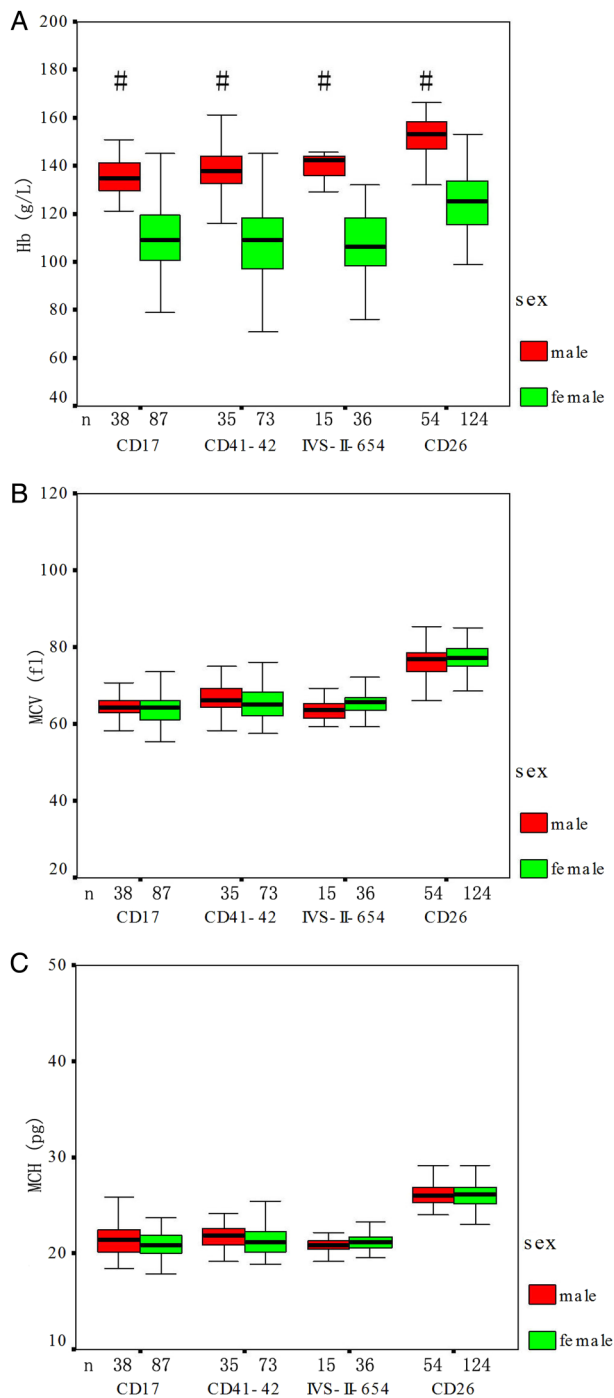 A
200
180
# # # #
160
140
120
100
80
60
40
Hb (g/L)
sex
male
female
n 38 87 35 73 15 36 54 124
CD17 CD41-42 IVS-II-654 CD26
B
120
100
80
60
40
20
MCV (fl)
sex
male
female
n 38 87 35 73 15 36 54 124
CD17 CD41-42 IVS-II-654 CD26
C
50
40
30
20
10
MCH (pg)
sex
male
female
n 38 87 35 73 15 36 54 124
CD17 CD41-42 IVS-II-654 CD26